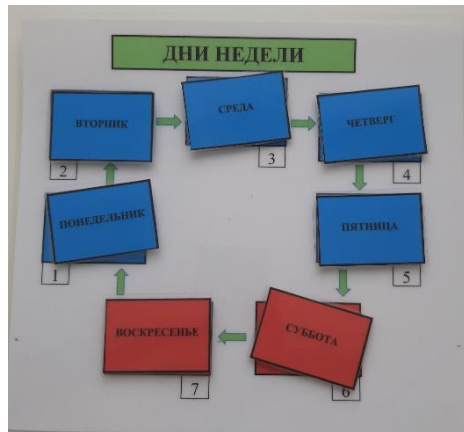 ДНИ НЕДЕЛИ
ПОНЕДЕЛЬНИК
1
ВТОРНИК
2
СРЕДА
3
ЧЕТВЕРГ
4
ПЯТНИЦА
5
СУББОТА
6
ВОСКРЕСЕНЬЕ
7